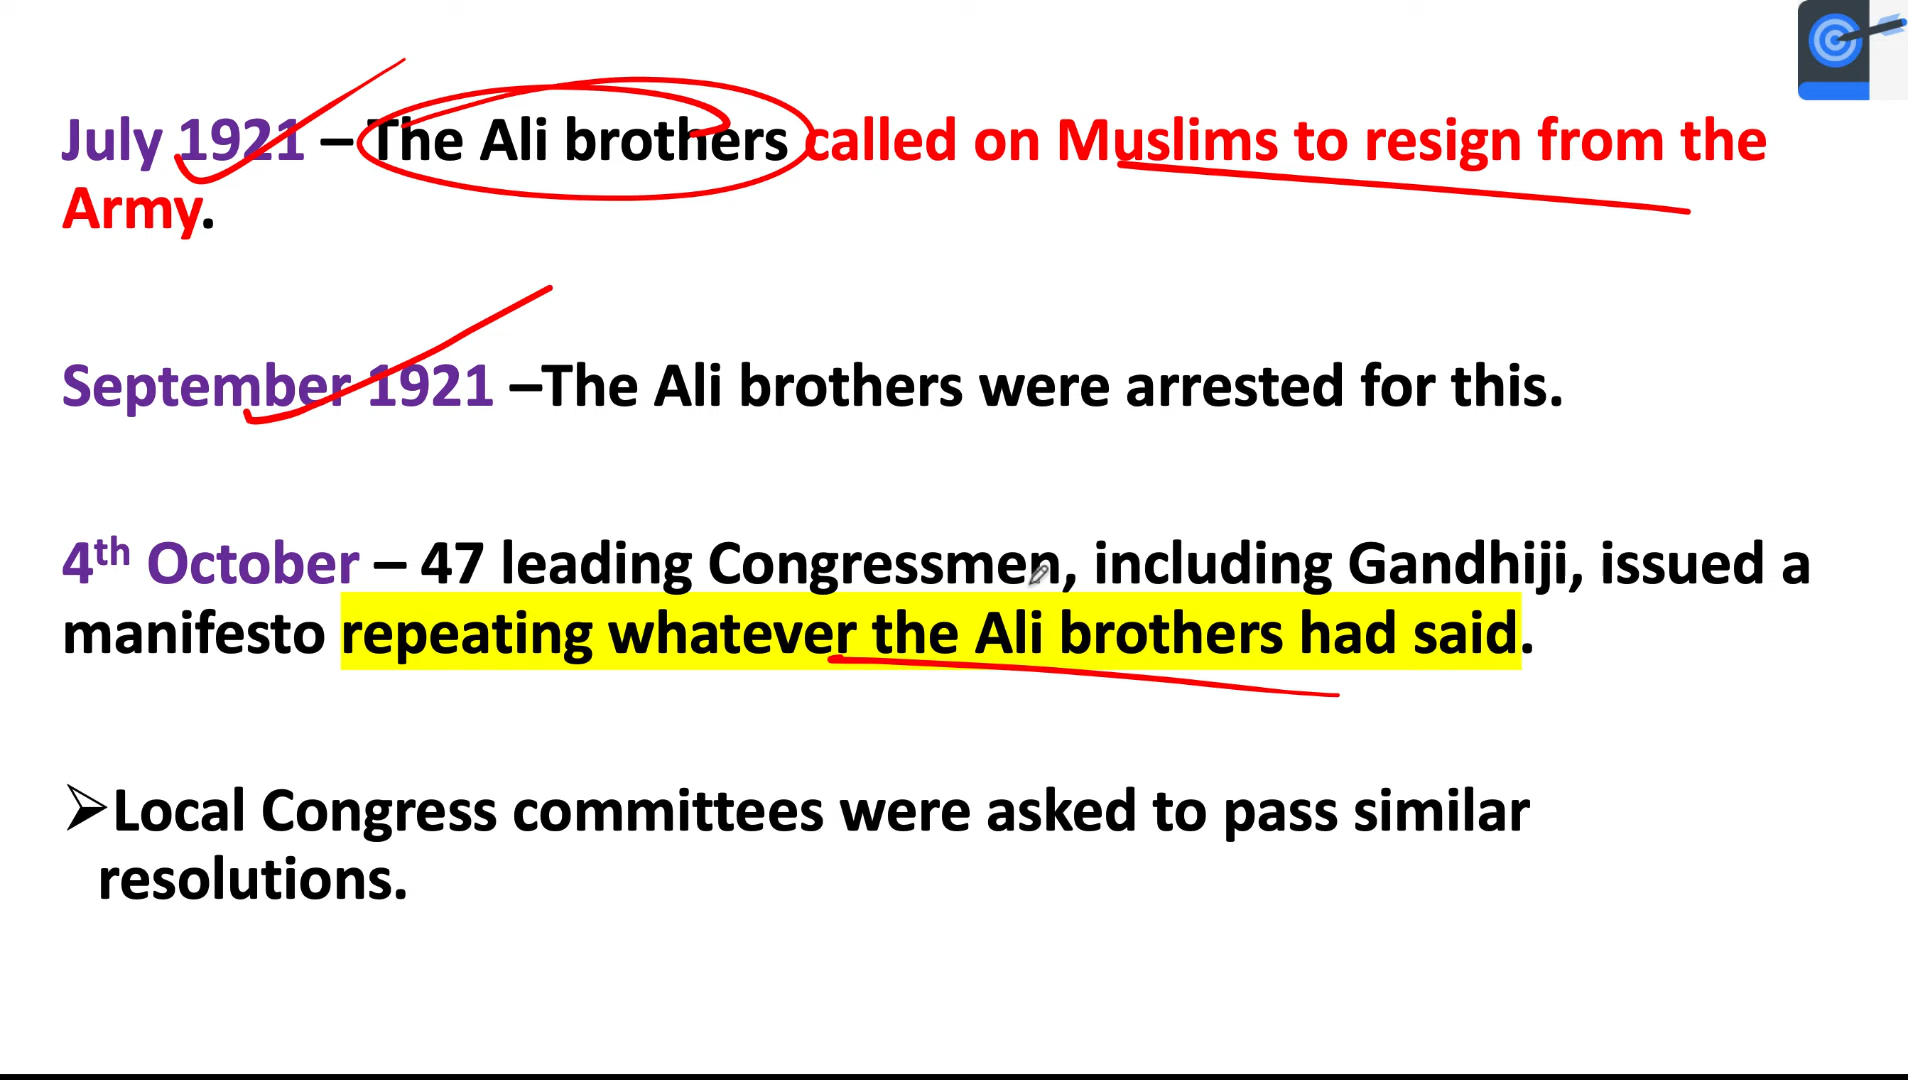 July 1921 – The Ali brothers called on Muslims to resign from the
Army.
September 1921 –The Ali brothers were arrested for this.
4th October – 47 leading Congressmen, including Gandhiji, issued a
manifesto repeating whatever the Ali brothers had said.
➢Local Congress committees were asked to pass similar
resolutions.